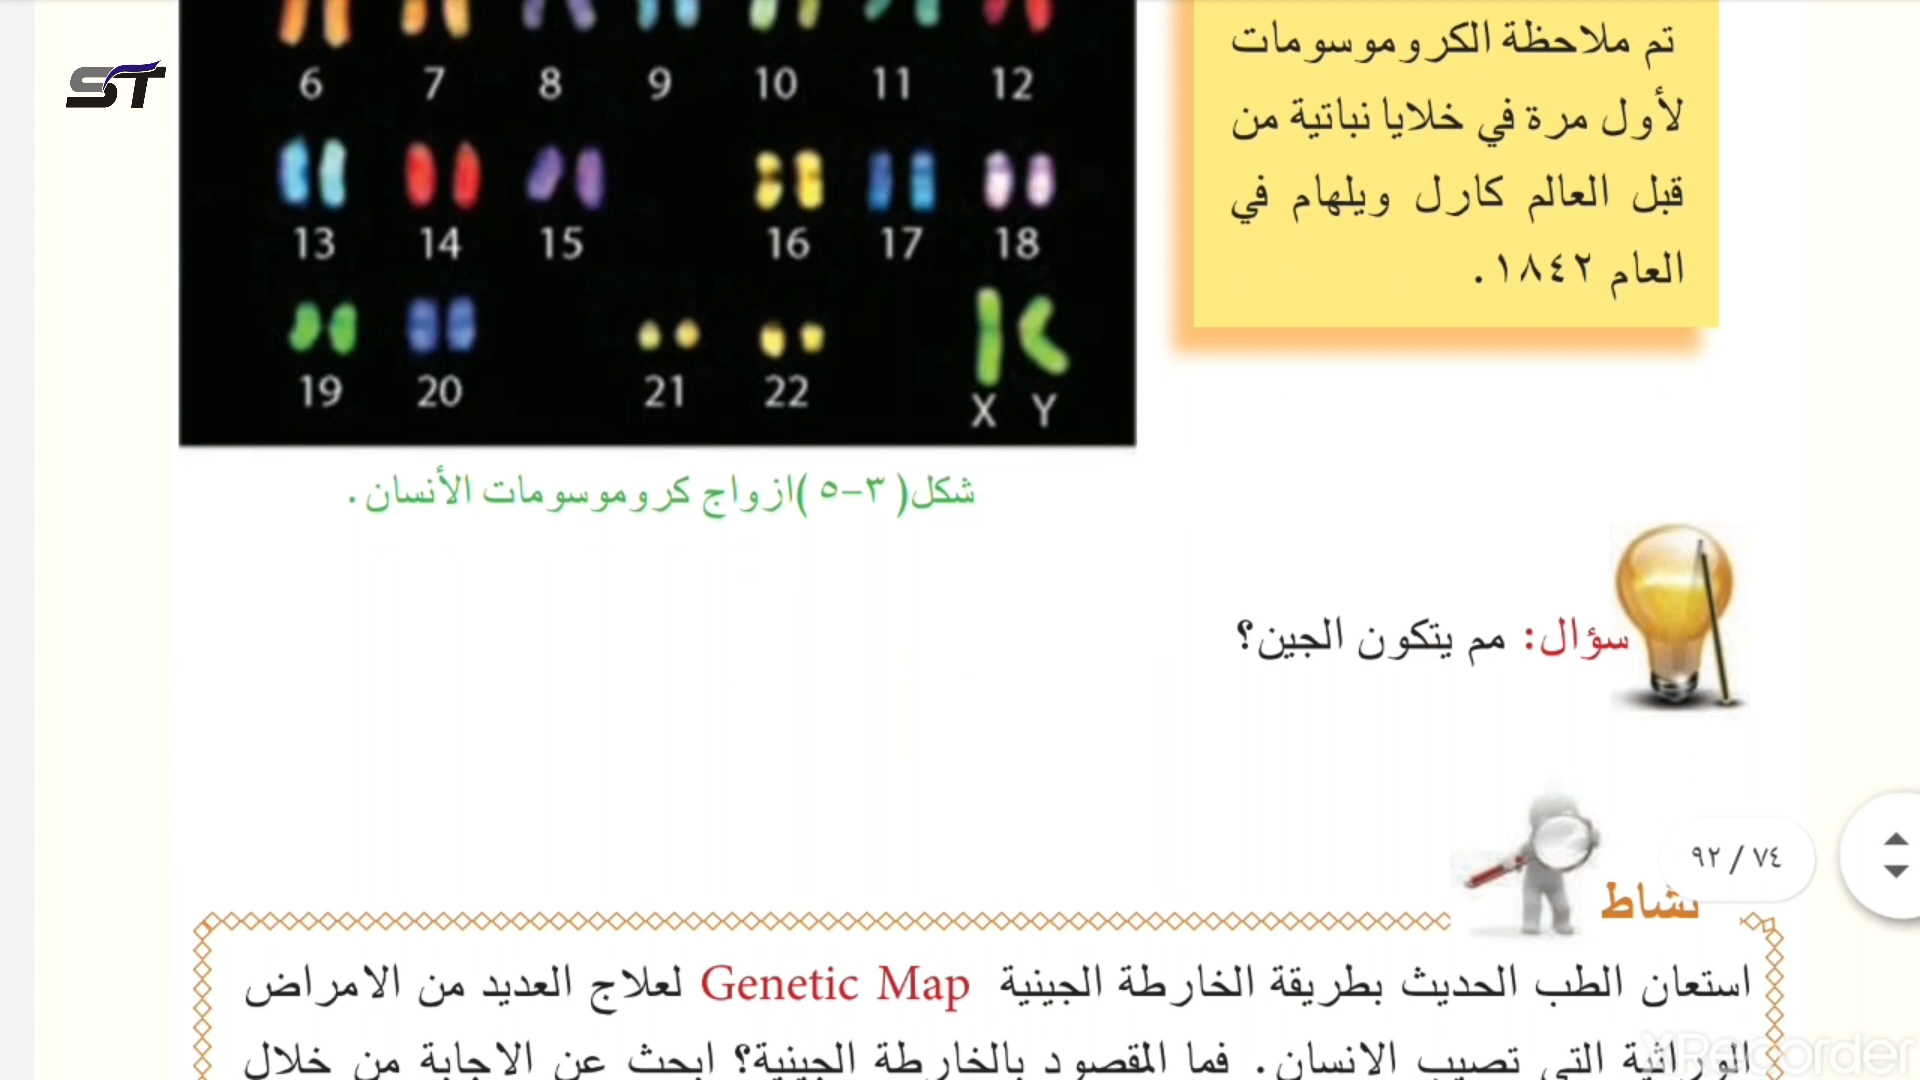 ST
6 7 8 9 10 11 12
13 14 15 16 17 18
19 20 21 22 X Y
شكل( ٣-٥ )ازواج كروموسومات الأنسان .
تم ملاحظة الكروموسومات
لأول مرة في خلايا نباتية من
قبل العالم كارل ويلهام في
العام ١٨٤٢.
سؤال: مم يتكون الجين؟
٧٤ / ٩٢
نشاط
استعان الطب الحديث بطريقة الخارطة الجينية Genetic Map لعلاج العديد من الامراض
الوراثية التي تصيب الانسان. فما المقصود بالخارطة الجينية؟ ابحث عن الاجابة من خلال
XRecorder